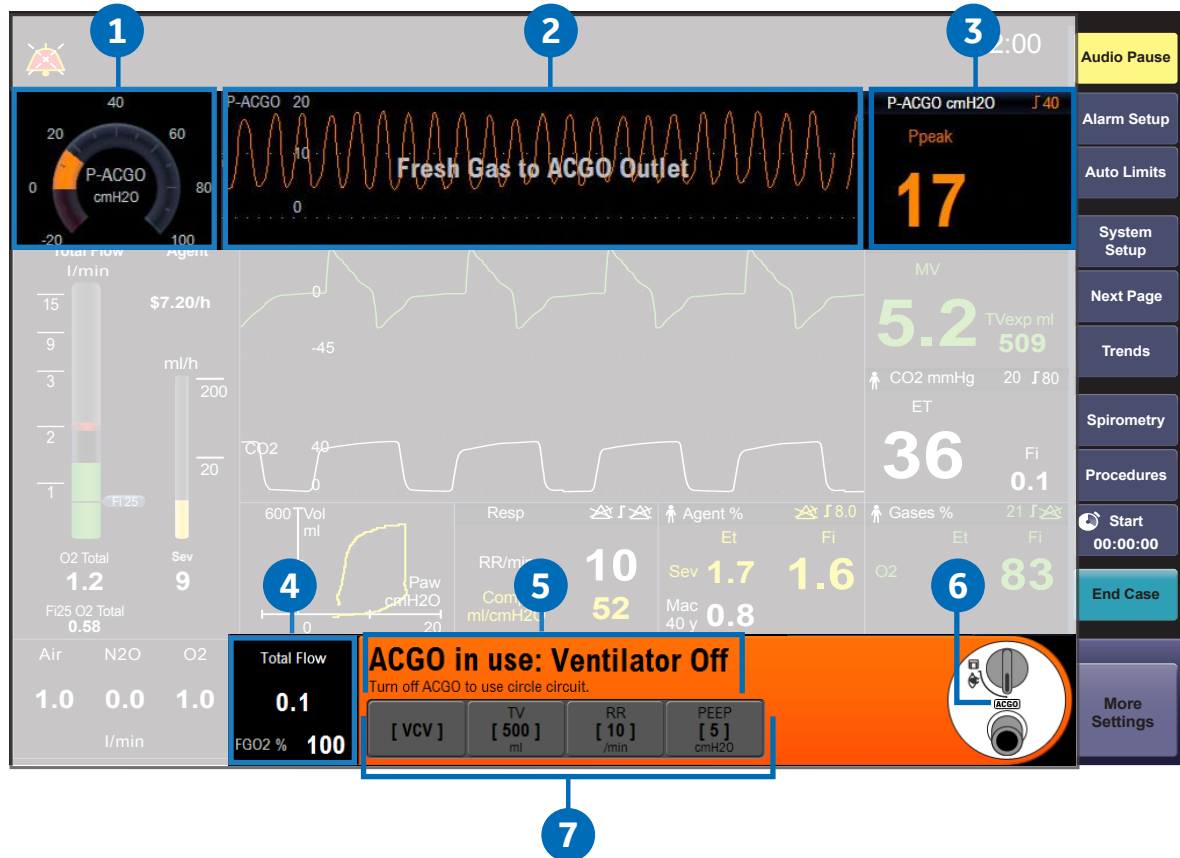 1
2
3
2:00
Audio Pause
Alarm Setup
Auto Limits
System
Setup
Next Page
Trends
Spirometry
Procedures
Start
00:00:00
End Case
More
Settings
40
20
60
0
80
-20
100
P-ACGO
cmH2O
P-ACGO 20
10
0
Fresh Gas to ACGO Outlet
P-ACGO cmH2O 40
Ppeak
17
Total Flow
l/min
15
9
3
2
1
Fi 25
O2 Total
1.2
Fi25 O2 Total
0.58
Agent
$7.20/h
ml/h
200
20
Sev
9
0
-45
CO2 40
0
MV
5.2
TVexp ml
509
CO2 mmHg 20 80
ET
36
Fi
0.1
600 Vol
ml
Paw
cmH2O
0 20
Resp
RR/min
10
Com
ml/cmH2O
52
Agent % 8.0
Et Fi
Sev 1.7 1.6
Mac
40 y 0.8
Gases % 21
Et Fi
O2 83
4
5
6
Air N2O O2
1.0 0.0 1.0
l/min
Total Flow
0.1
FGO2 % 100
ACGO in use: Ventilator Off
Turn off ACGO to use circle circuit.
[ VCV ]
TV
[ 500 ]
ml
RR
[ 10 ]
/min
PEEP
[ 5 ]
cmH2O
ACGO
7